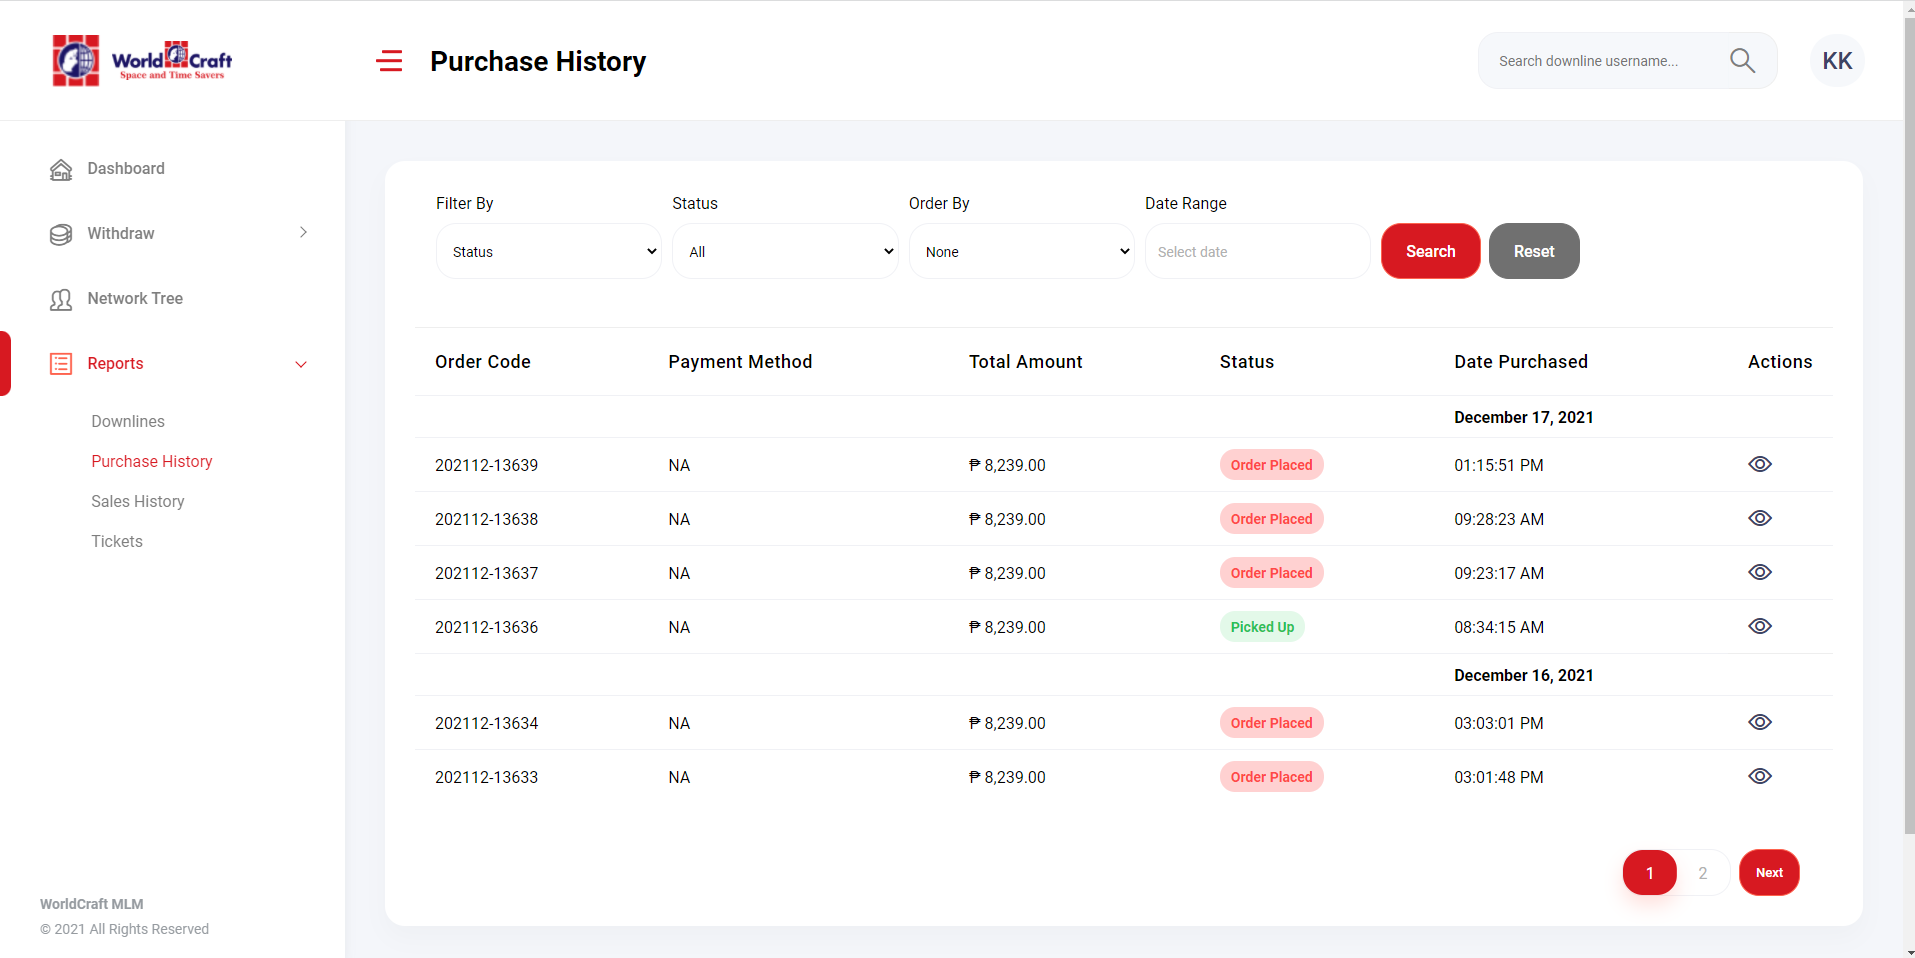 World Craft
Space and Time Savers
Purchase History
Search downline username...
KK
Dashboard
Withdraw
Network Tree
Reports
Downlines
Purchase History
Sales History
Tickets
WorldCraft MLM
© 2021 All Rights Reserved
Filter By Status Order By Date Range
Status All None Select date Search Reset
Order Code Payment Method Total Amount Status Date Purchased Actions
December 17, 2021
202112-13639 NA ₱ 8,239.00 Order Placed 01:15:51 PM
202112-13638 NA ₱ 8,239.00 Order Placed 09:28:23 AM
202112-13637 NA ₱ 8,239.00 Order Placed 09:23:17 AM
202112-13636 NA ₱ 8,239.00 Picked Up 08:34:15 AM
December 16, 2021
202112-13634 NA ₱ 8,239.00 Order Placed 03:03:01 PM
202112-13633 NA ₱ 8,239.00 Order Placed 03:01:48 PM
1 2 Next